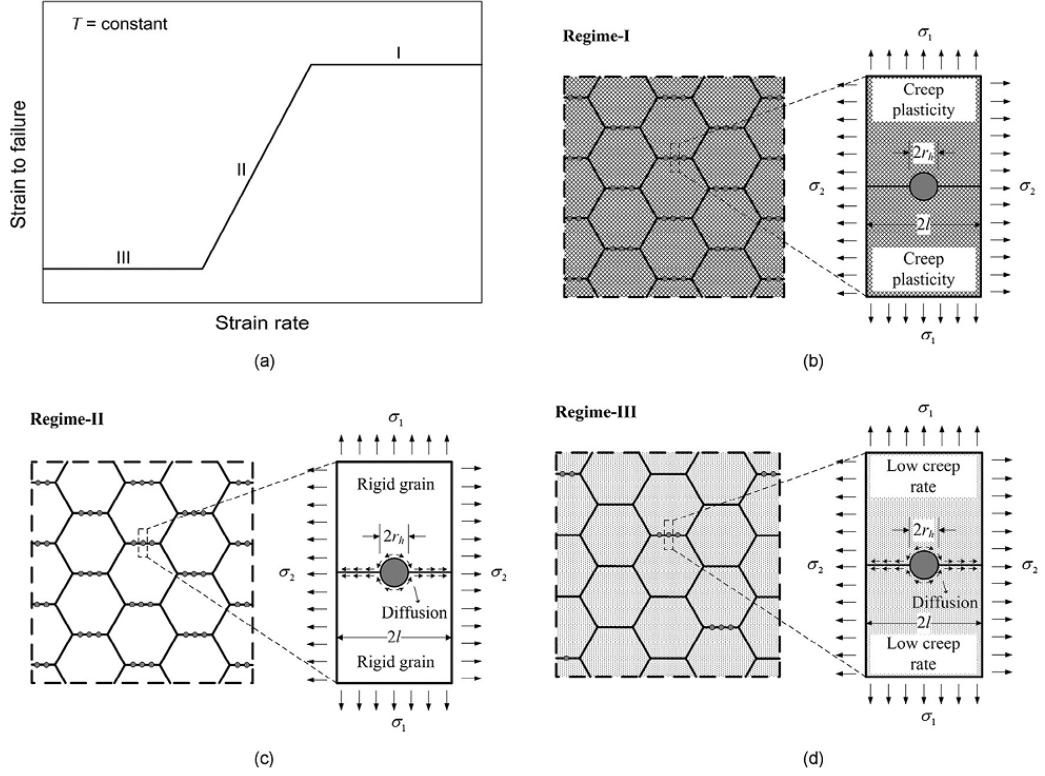 T = constant
I
II
III
Strain to failure
Strain rate
(a)
Regime-I
σ1
Creep
plasticity
2rh
σ2
σ2
2l
Creep
plasticity
σ1
(b)
Regime-II
σ1
Rigid grain
2rh
σ2
σ2
Diffusion
2l
Rigid grain
σ1
(c)
Regime-III
σ1
Low creep
rate
2rh
σ2
σ2
Diffusion
2l
Low creep
rate
σ1
(d)